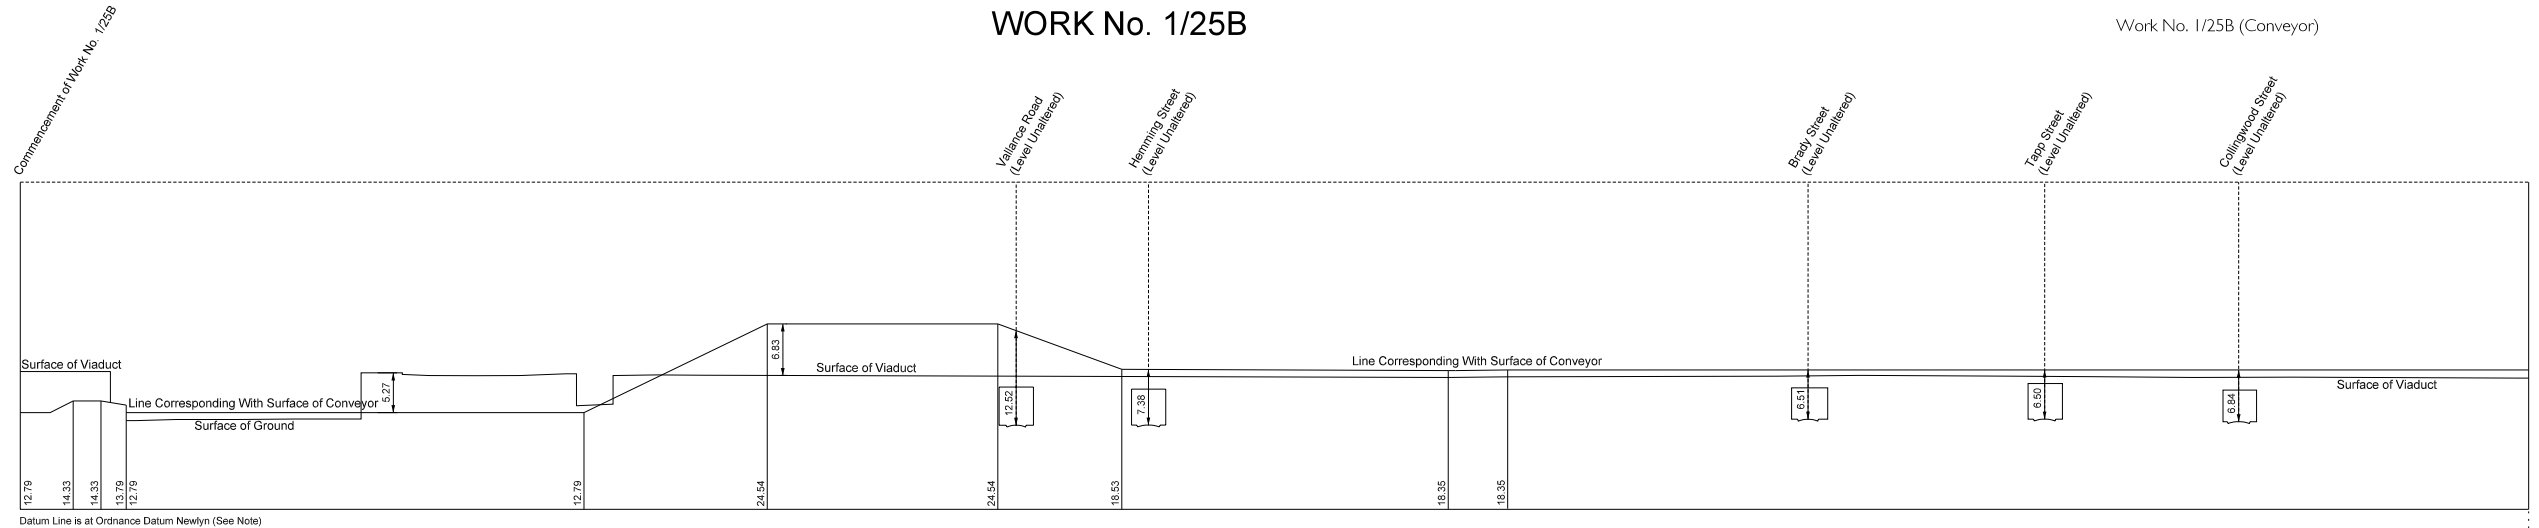 WORK No. 1/25B
Work No. 1/25B (Conveyor)
Commencement of Work No. 1/25B
Vallance Road
(Level Unaltered)
Hemming Street
(Level Unaltered)
Brady Street
(Level Unaltered)
Tapp Street
(Level Unaltered)
Collingwood Street
(Level Unaltered)
Surface of Viaduct
Line Corresponding With Surface of Conveyor
Surface of Ground
5.27
6.83
Surface of Viaduct
12.52
7.38
Line Corresponding With Surface of Conveyor
6.51
6.50
6.84
Surface of Viaduct
12.79
14.33
14.33
13.79
12.79
12.79
24.54
24.54
18.53
18.35
18.35
Datum Line is at Ordnance Datum Newlyn (See Note)